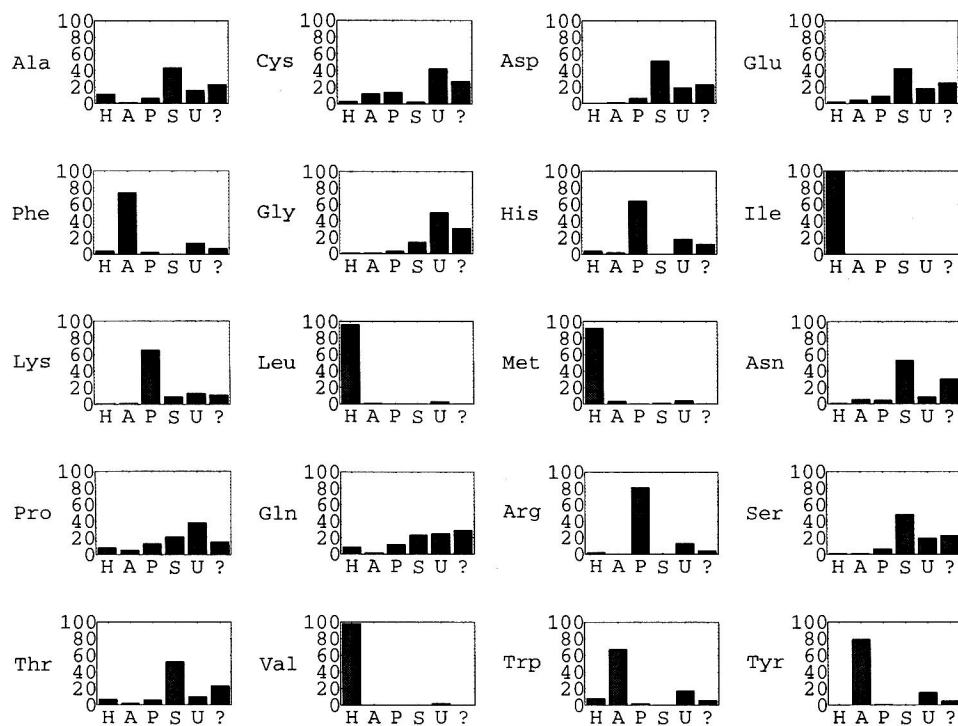 100 80 60 40 20 0
Ala
H A P S U ?
100 80 60 40 20 0
Cys
H A P S U ?
100 80 60 40 20 0
Asp
H A P S U ?
100 80 60 40 20 0
Glu
H A P S U ?
100 80 60 40 20 0
Phe
H A P S U ?
100 80 60 40 20 0
Gly
H A P S U ?
100 80 60 40 20 0
His
H A P S U ?
100 80 60 40 20 0
Ile
H A P S U ?
100 80 60 40 20 0
Lys
H A P S U ?
100 80 60 40 20 0
Leu
H A P S U ?
100 80 60 40 20 0
Met
H A P S U ?
100 80 60 40 20 0
Asn
H A P S U ?
100 80 60 40 20 0
Pro
H A P S U ?
100 80 60 40 20 0
Gln
H A P S U ?
100 80 60 40 20 0
Arg
H A P S U ?
100 80 60 40 20 0
Ser
H A P S U ?
100 80 60 40 20 0
Thr
H A P S U ?
100 80 60 40 20 0
Val
H A P S U ?
100 80 60 40 20 0
Trp
H A P S U ?
100 80 60 40 20 0
Tyr
H A P S U ?